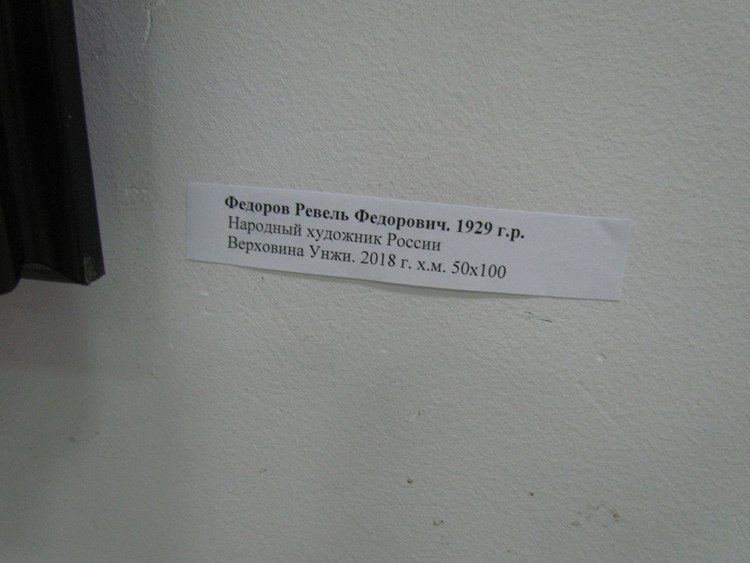 Федоров Ревель Федорович. 1929 г.р.
Народный художник России
Верховина Унжи. 2018 г. х.м. 50х100